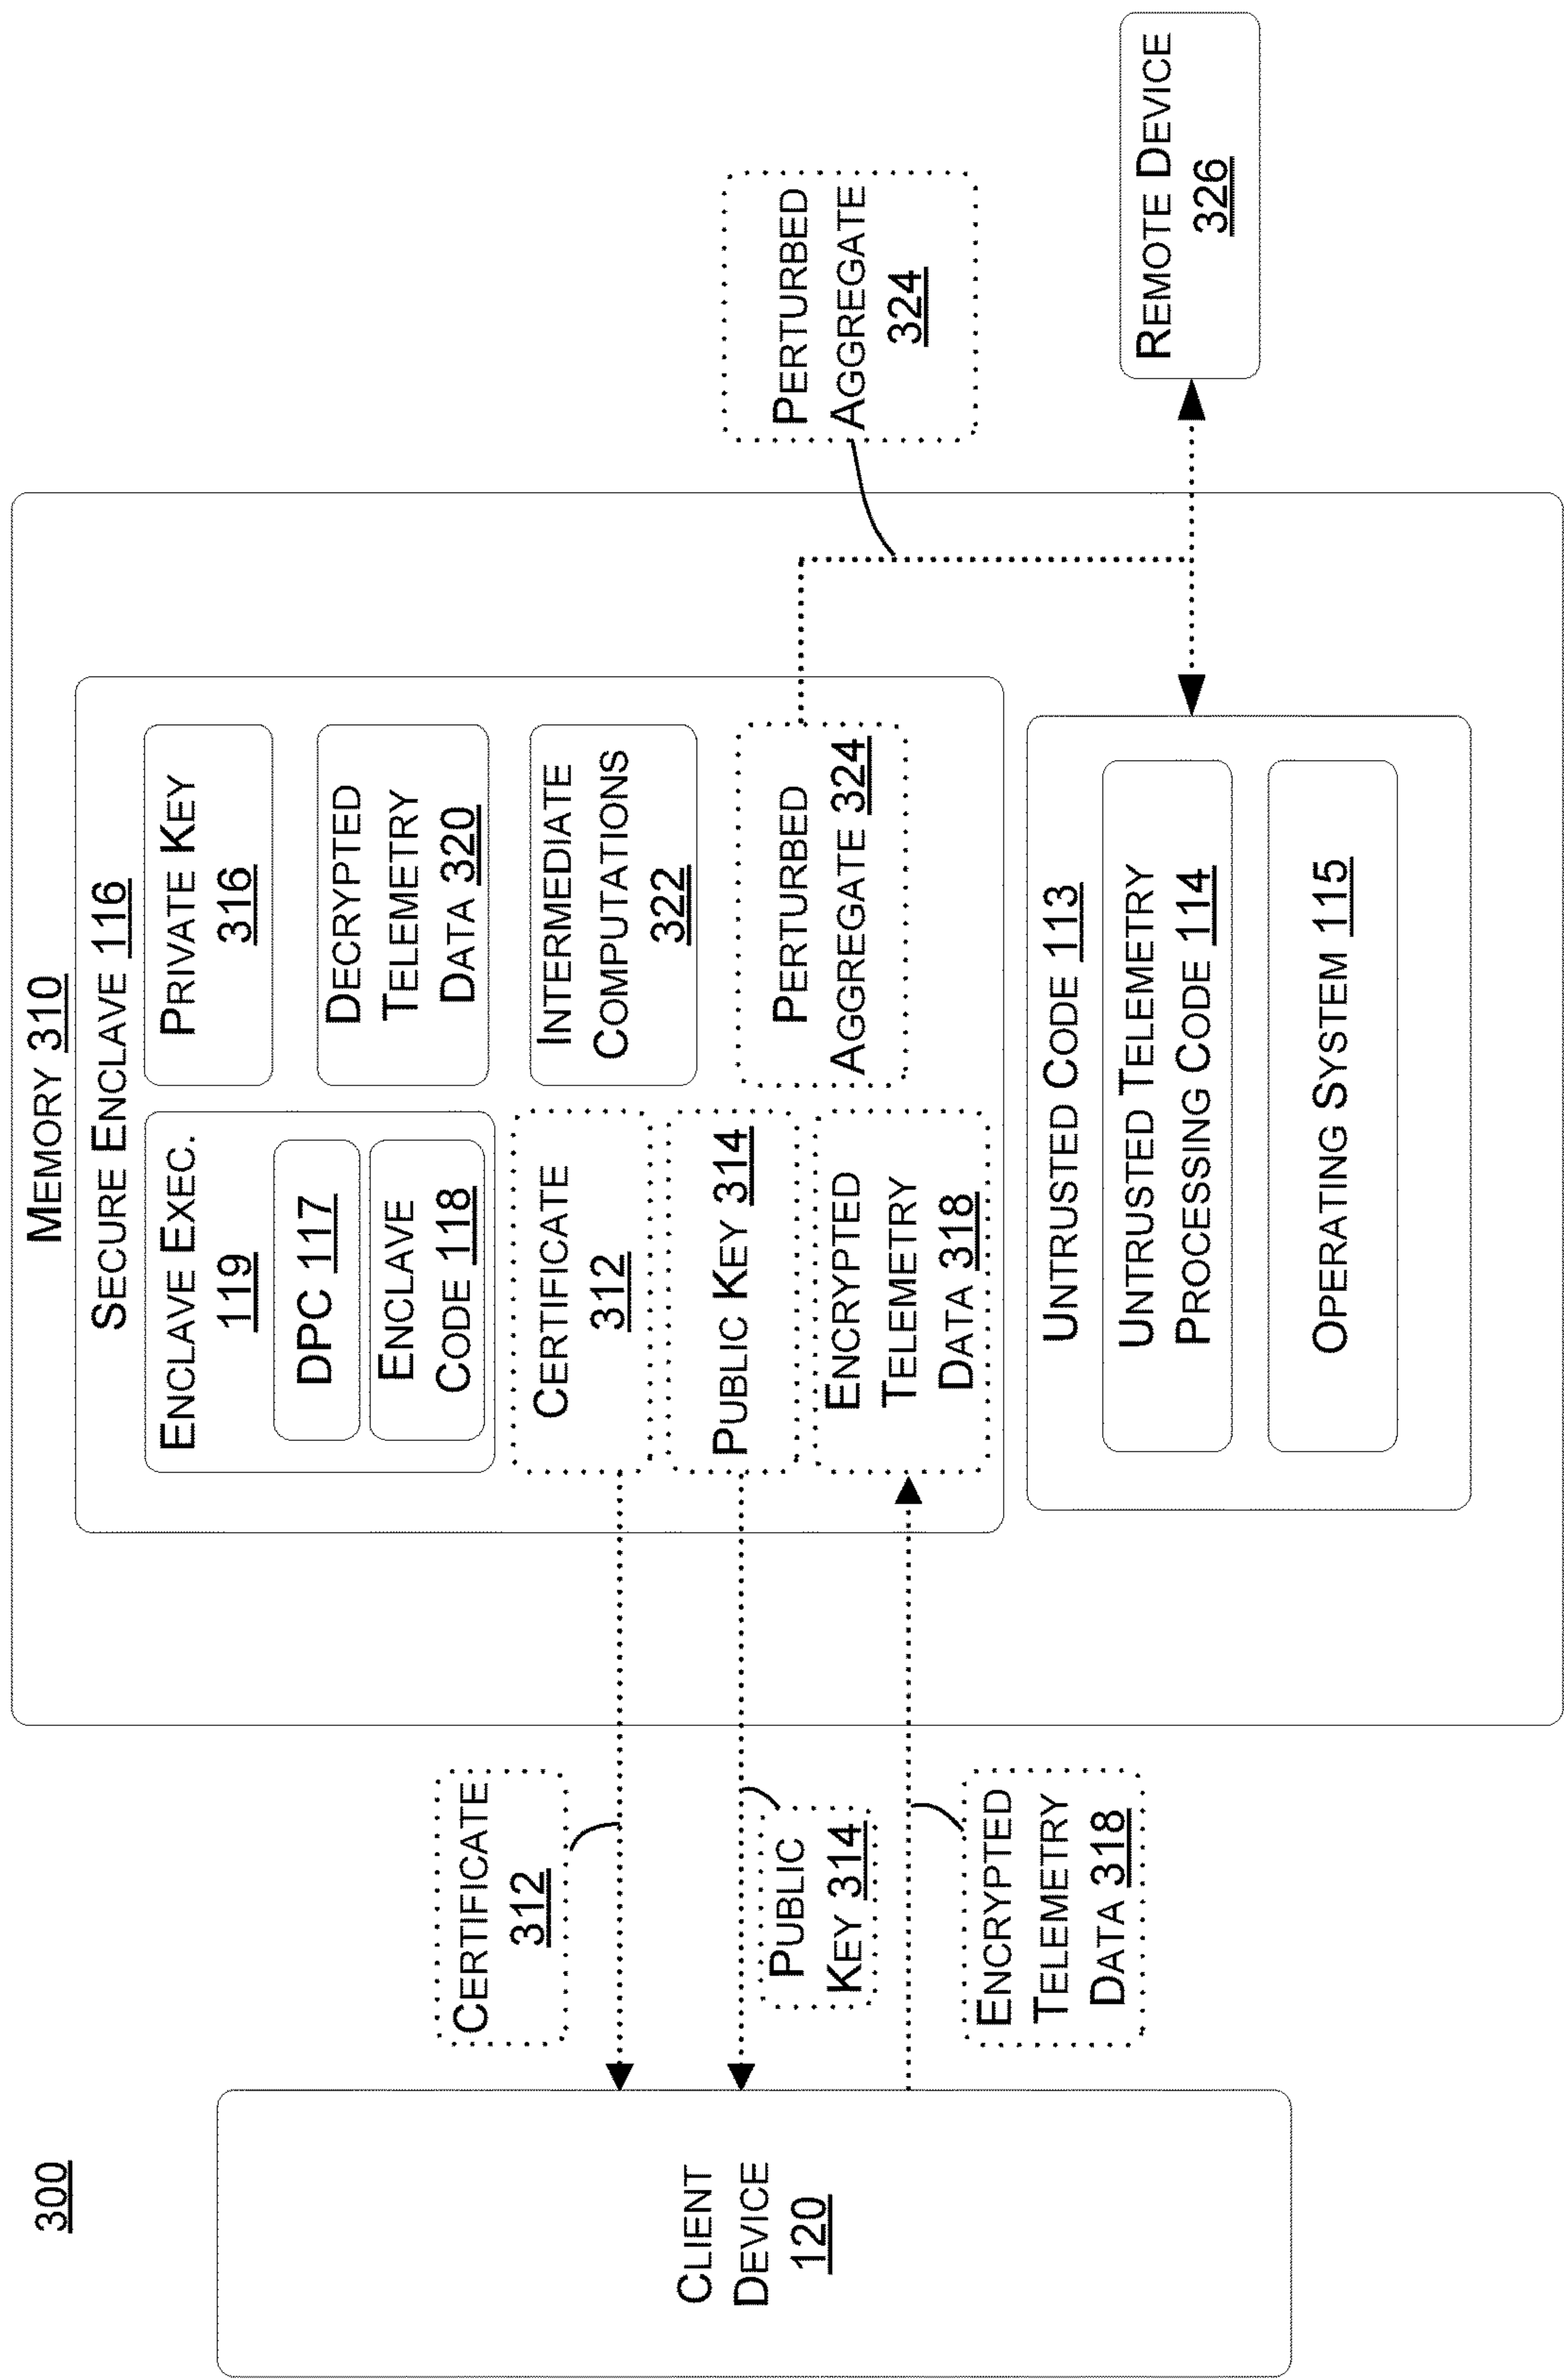 300
CLIENT
DEVICE
120
CERTIFICATE
312
PUBLIC
KEY 314
ENCRYPTED
TELEMETRY
DATA 318
MEMORY 310
SECURE ENCLAVE 116
ENCLAVE EXEC.
119
DPC 117
ENCLAVE
CODE 118
CERTIFICATE
312
PUBLIC KEY 314
ENCRYPTED
TELEMETRY
DATA 318
PRIVATE KEY
316
DECRYPTED
TELEMETRY
DATA 320
INTERMEDIATE
COMPUTATIONS
322
PERTURBED
AGGREGATE 324
UNTRUSTED CODE 113
UNTRUSTED TELEMETRY
PROCESSING CODE 114
OPERATING SYSTEM 115
PERTURBED
AGGREGATE
324
REMOTE DEVICE
326